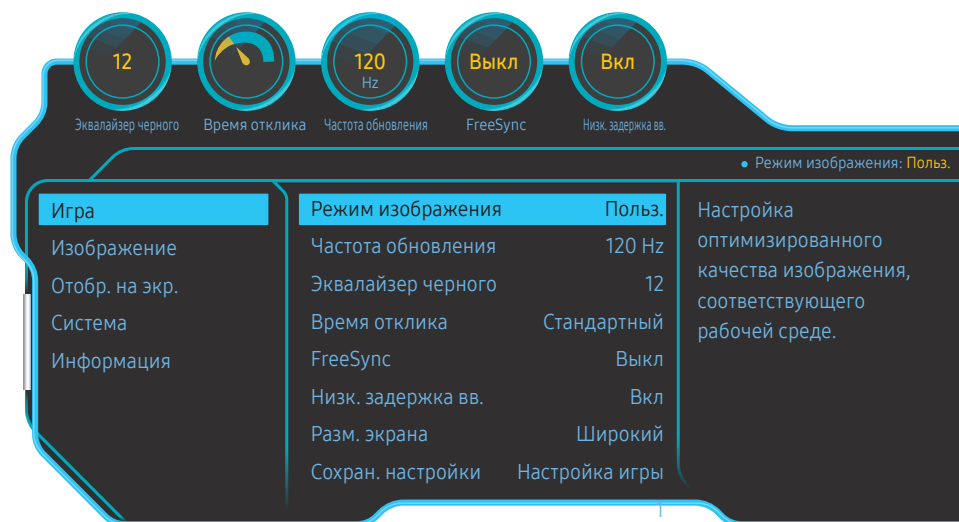 12
120
Hz
Выкл
Вкл
Эквалайзер черного
Время отклика
Частота обновления
FreeSync
Низк. задержка вв.
• Режим изображения: Польз.
Игра
Изображение
Отобр. на экр.
Система
Информация
Режим изображения Польз.
Частота обновления 120 Hz
Эквалайзер черного 12
Время отклика Стандартный
FreeSync Выкл
Низк. задержка вв. Вкл
Разм. экрана Широкий
Сохран. настройки Настройка игры
Настройка
оптимизированного
качества изображения,
соответствующего
рабочей среде.